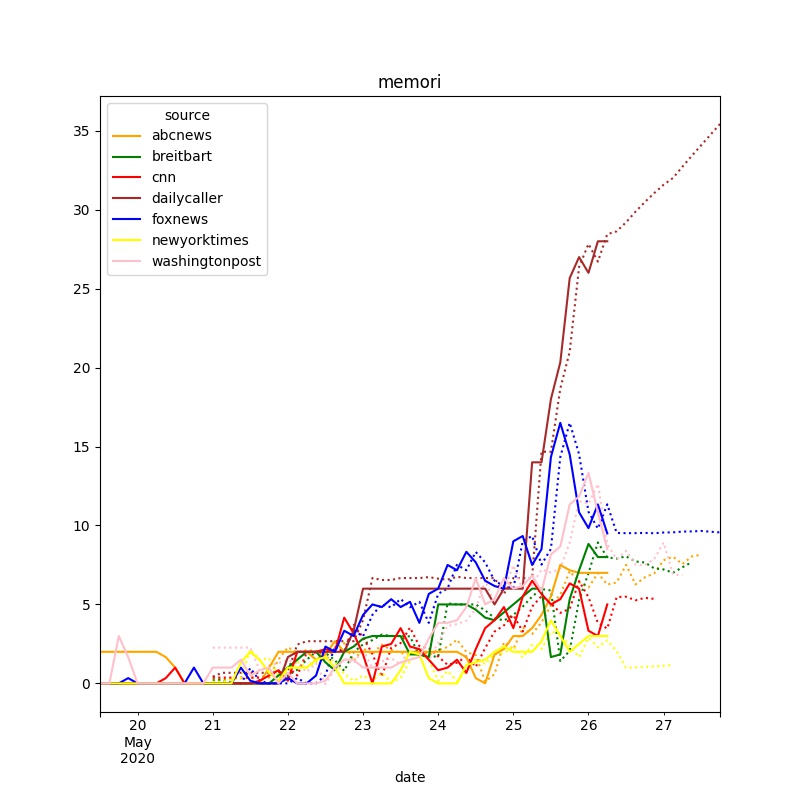 memori
source
abcnews
breitbart
cnn
dailycaller
foxnews
newyorktimes
washingtonpost
35
30
25
20
15
10
5
0
20 21 22 23 24 25 26 27
May
2020
date